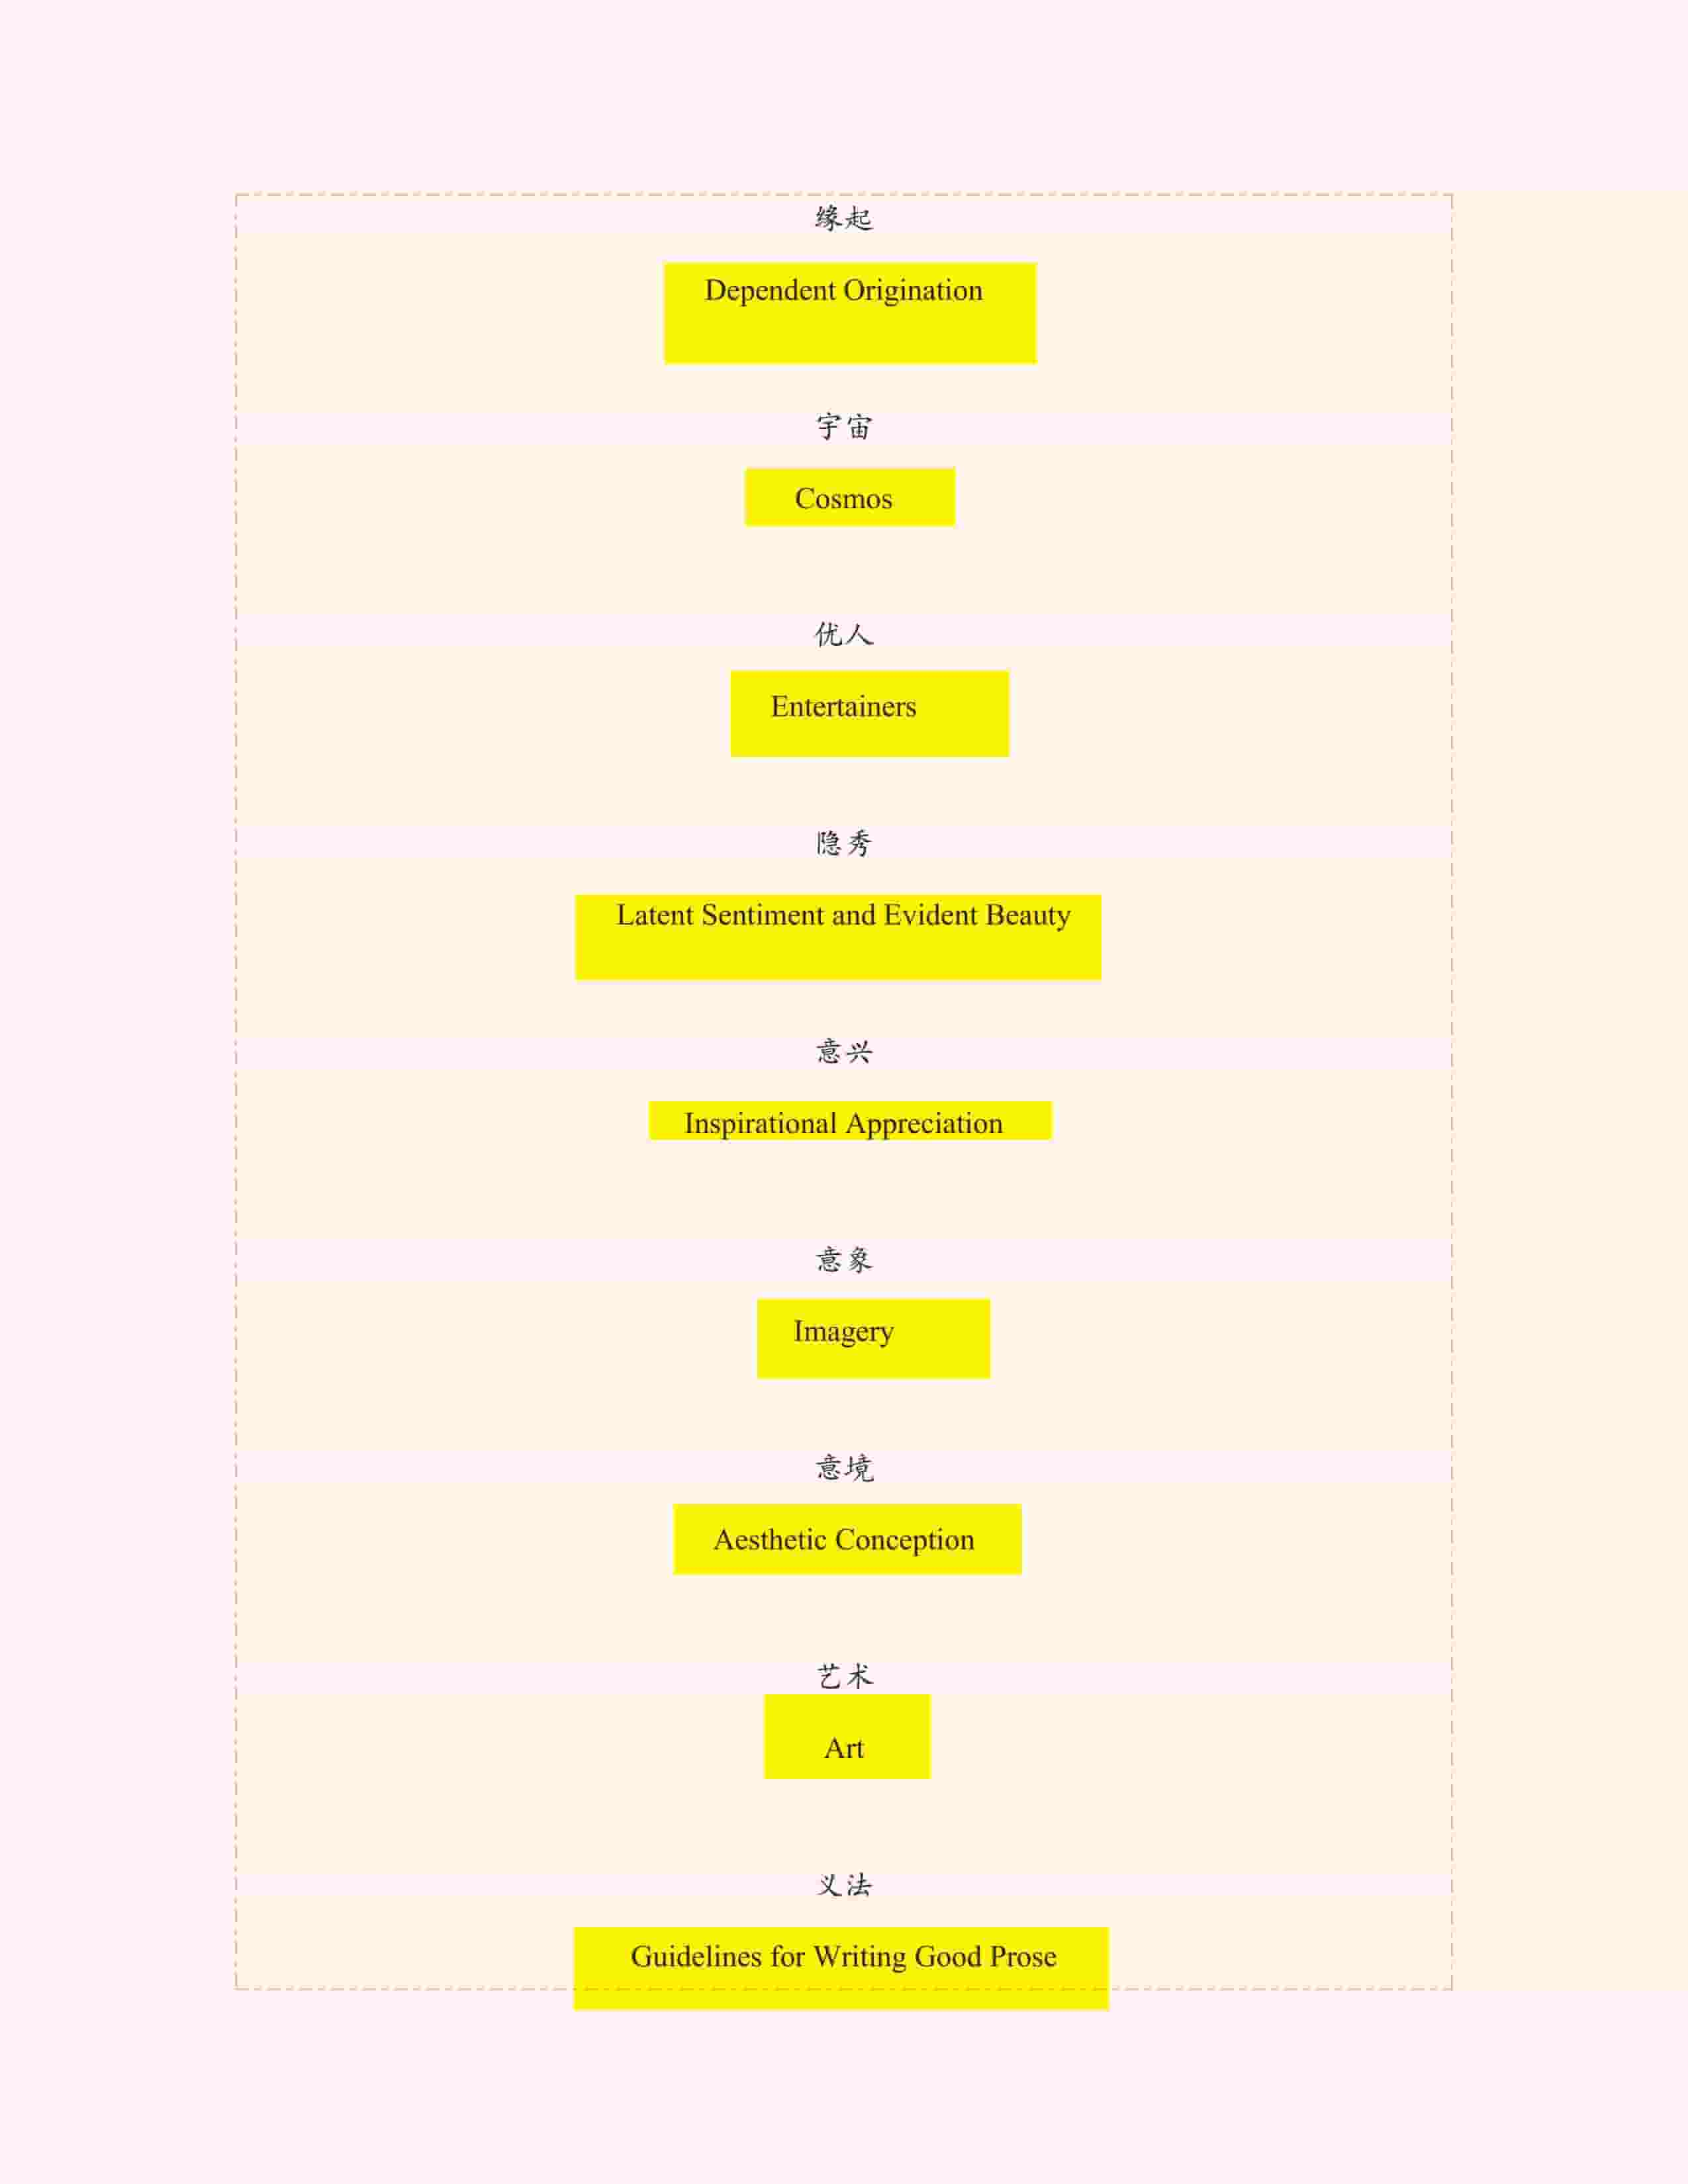 缘起
Dependent Origination
宇宙
Cosmos
优人
Entertainers
隐秀
Latent Sentiment and Evident Beauty
意兴
Inspirational Appreciation
意象
Imagery
意境
Aesthetic Conception
艺术
Art
义法
Guidelines for Writing Good Prose